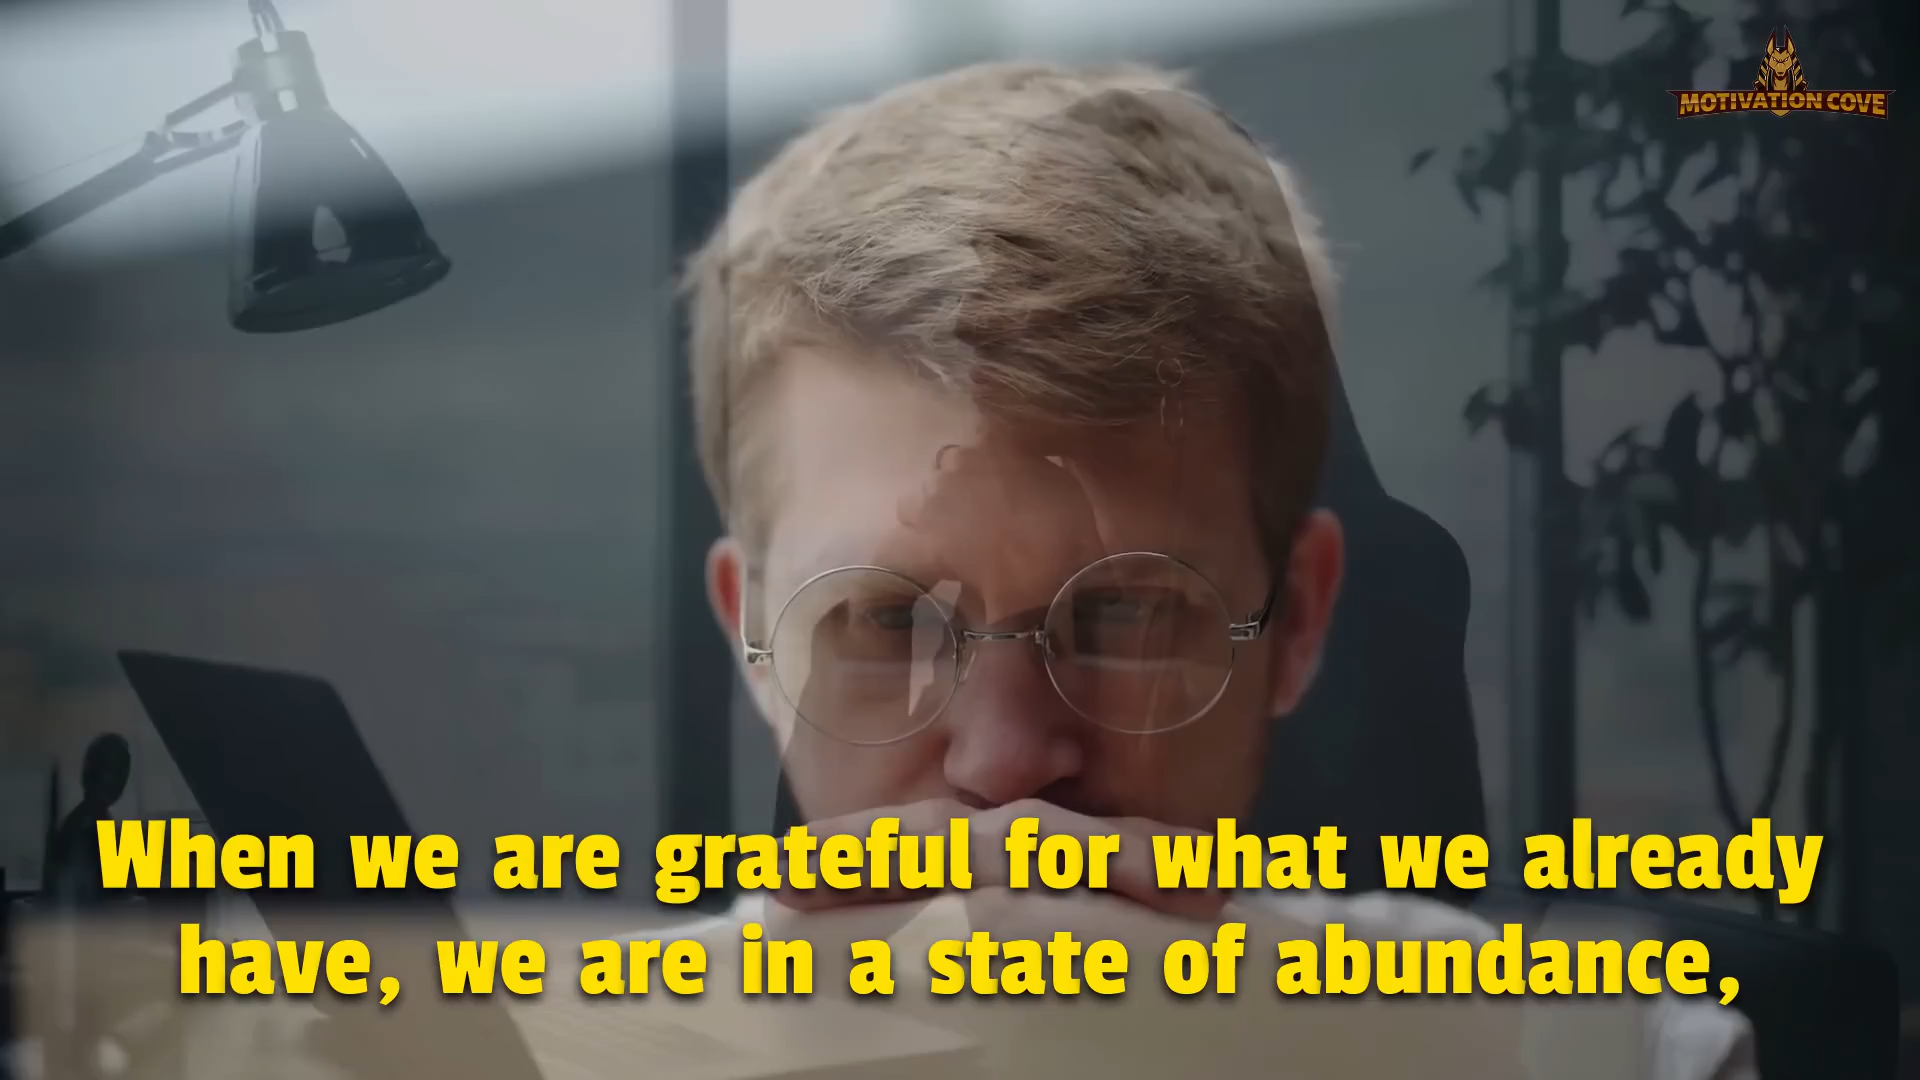 MOTIVATION COVE
When we are grateful for what we already
have, we are in a state of abundance,